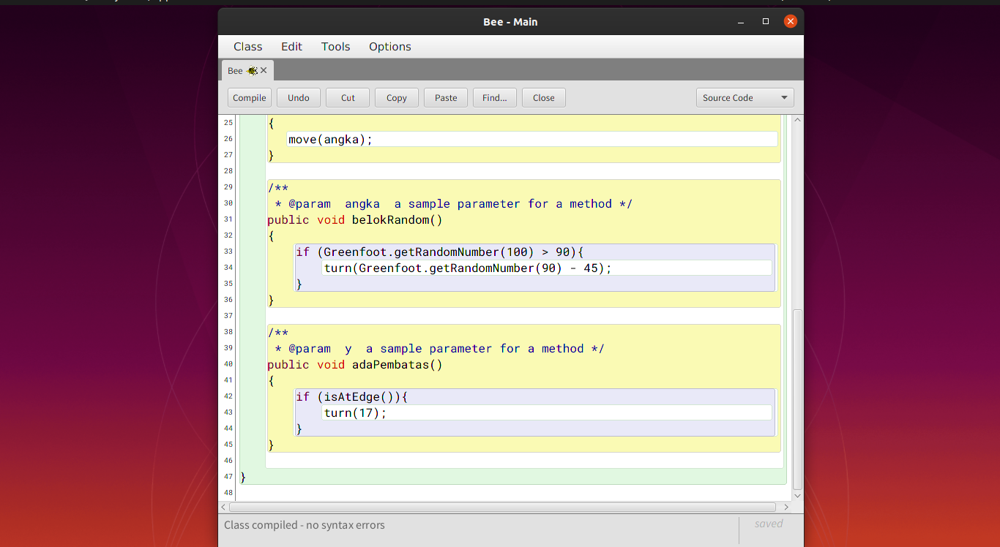 Bee - Main
Class Edit Tools Options
Bee
Compile Undo Cut Copy Paste Find... Close Source Code
25 {
26 move(angka);
27 }
28
29 /**
30 * @param angka a sample parameter for a method */
31 public void belokRandom()
32 {
33 if (Greenfoot.getRandomNumber(100) > 90){
34 turn(Greenfoot.getRandomNumber(90) - 45);
35 }
36 }
37
38 /**
39 * @param y a sample parameter for a method */
40 public void adaPembatas()
41 {
42 if (isAtEdge()){
43 turn(17);
44 }
45 }
46
47 }
48
Class compiled - no syntax errors
saved